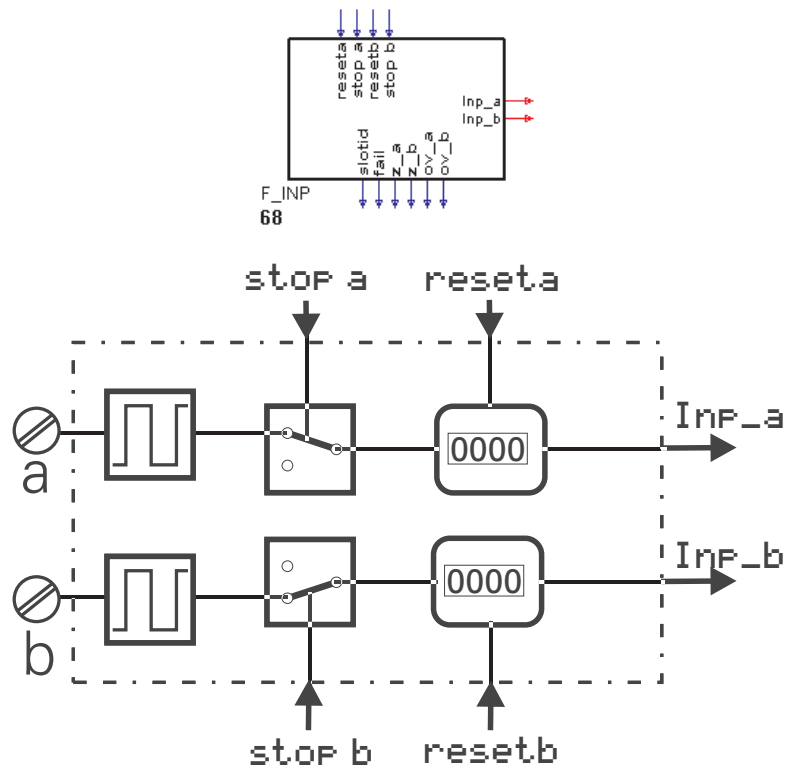 reseta
stop a
resetb
stop b
Inp_a
Inp_b
slotid
fail
z_a
z_b
ov_a
ov_b
F_INP
68
stop a
reseta
a
0000
Inp_a
b
0000
Inp_b
stop b
resetb